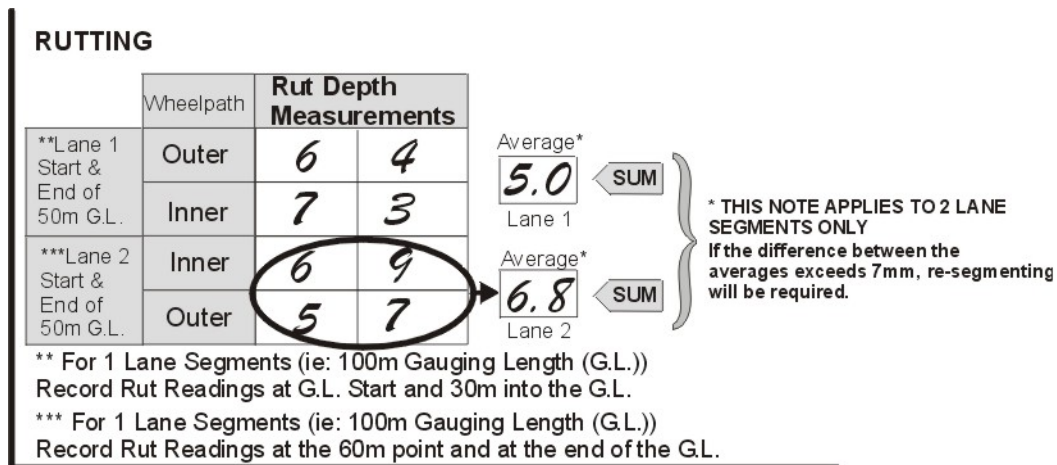 RUTTING
Wheelpath
Rut Depth
Measurements
**Lane 1
Start &
End of
50m G.L.
Outer
6 4
Inner
7 3
***Lane 2
Start &
End of
50m G.L.
Inner
6 9
Outer
5 7
Average*
5.0
SUM
Lane 1
Average*
6.8
SUM
Lane 2
* THIS NOTE APPLIES TO 2 LANE
SEGMENTS ONLY
If the difference between the
averages exceeds 7mm, re-segmenting
will be required.
** For 1 Lane Segments (ie: 100m Gauging Length (G.L.))
Record Rut Readings at G.L. Start and 30m into the G.L.
*** For 1 Lane Segments (ie: 100m Gauging Length (G.L.))
Record Rut Readings at the 60m point and at the end of the G.L.